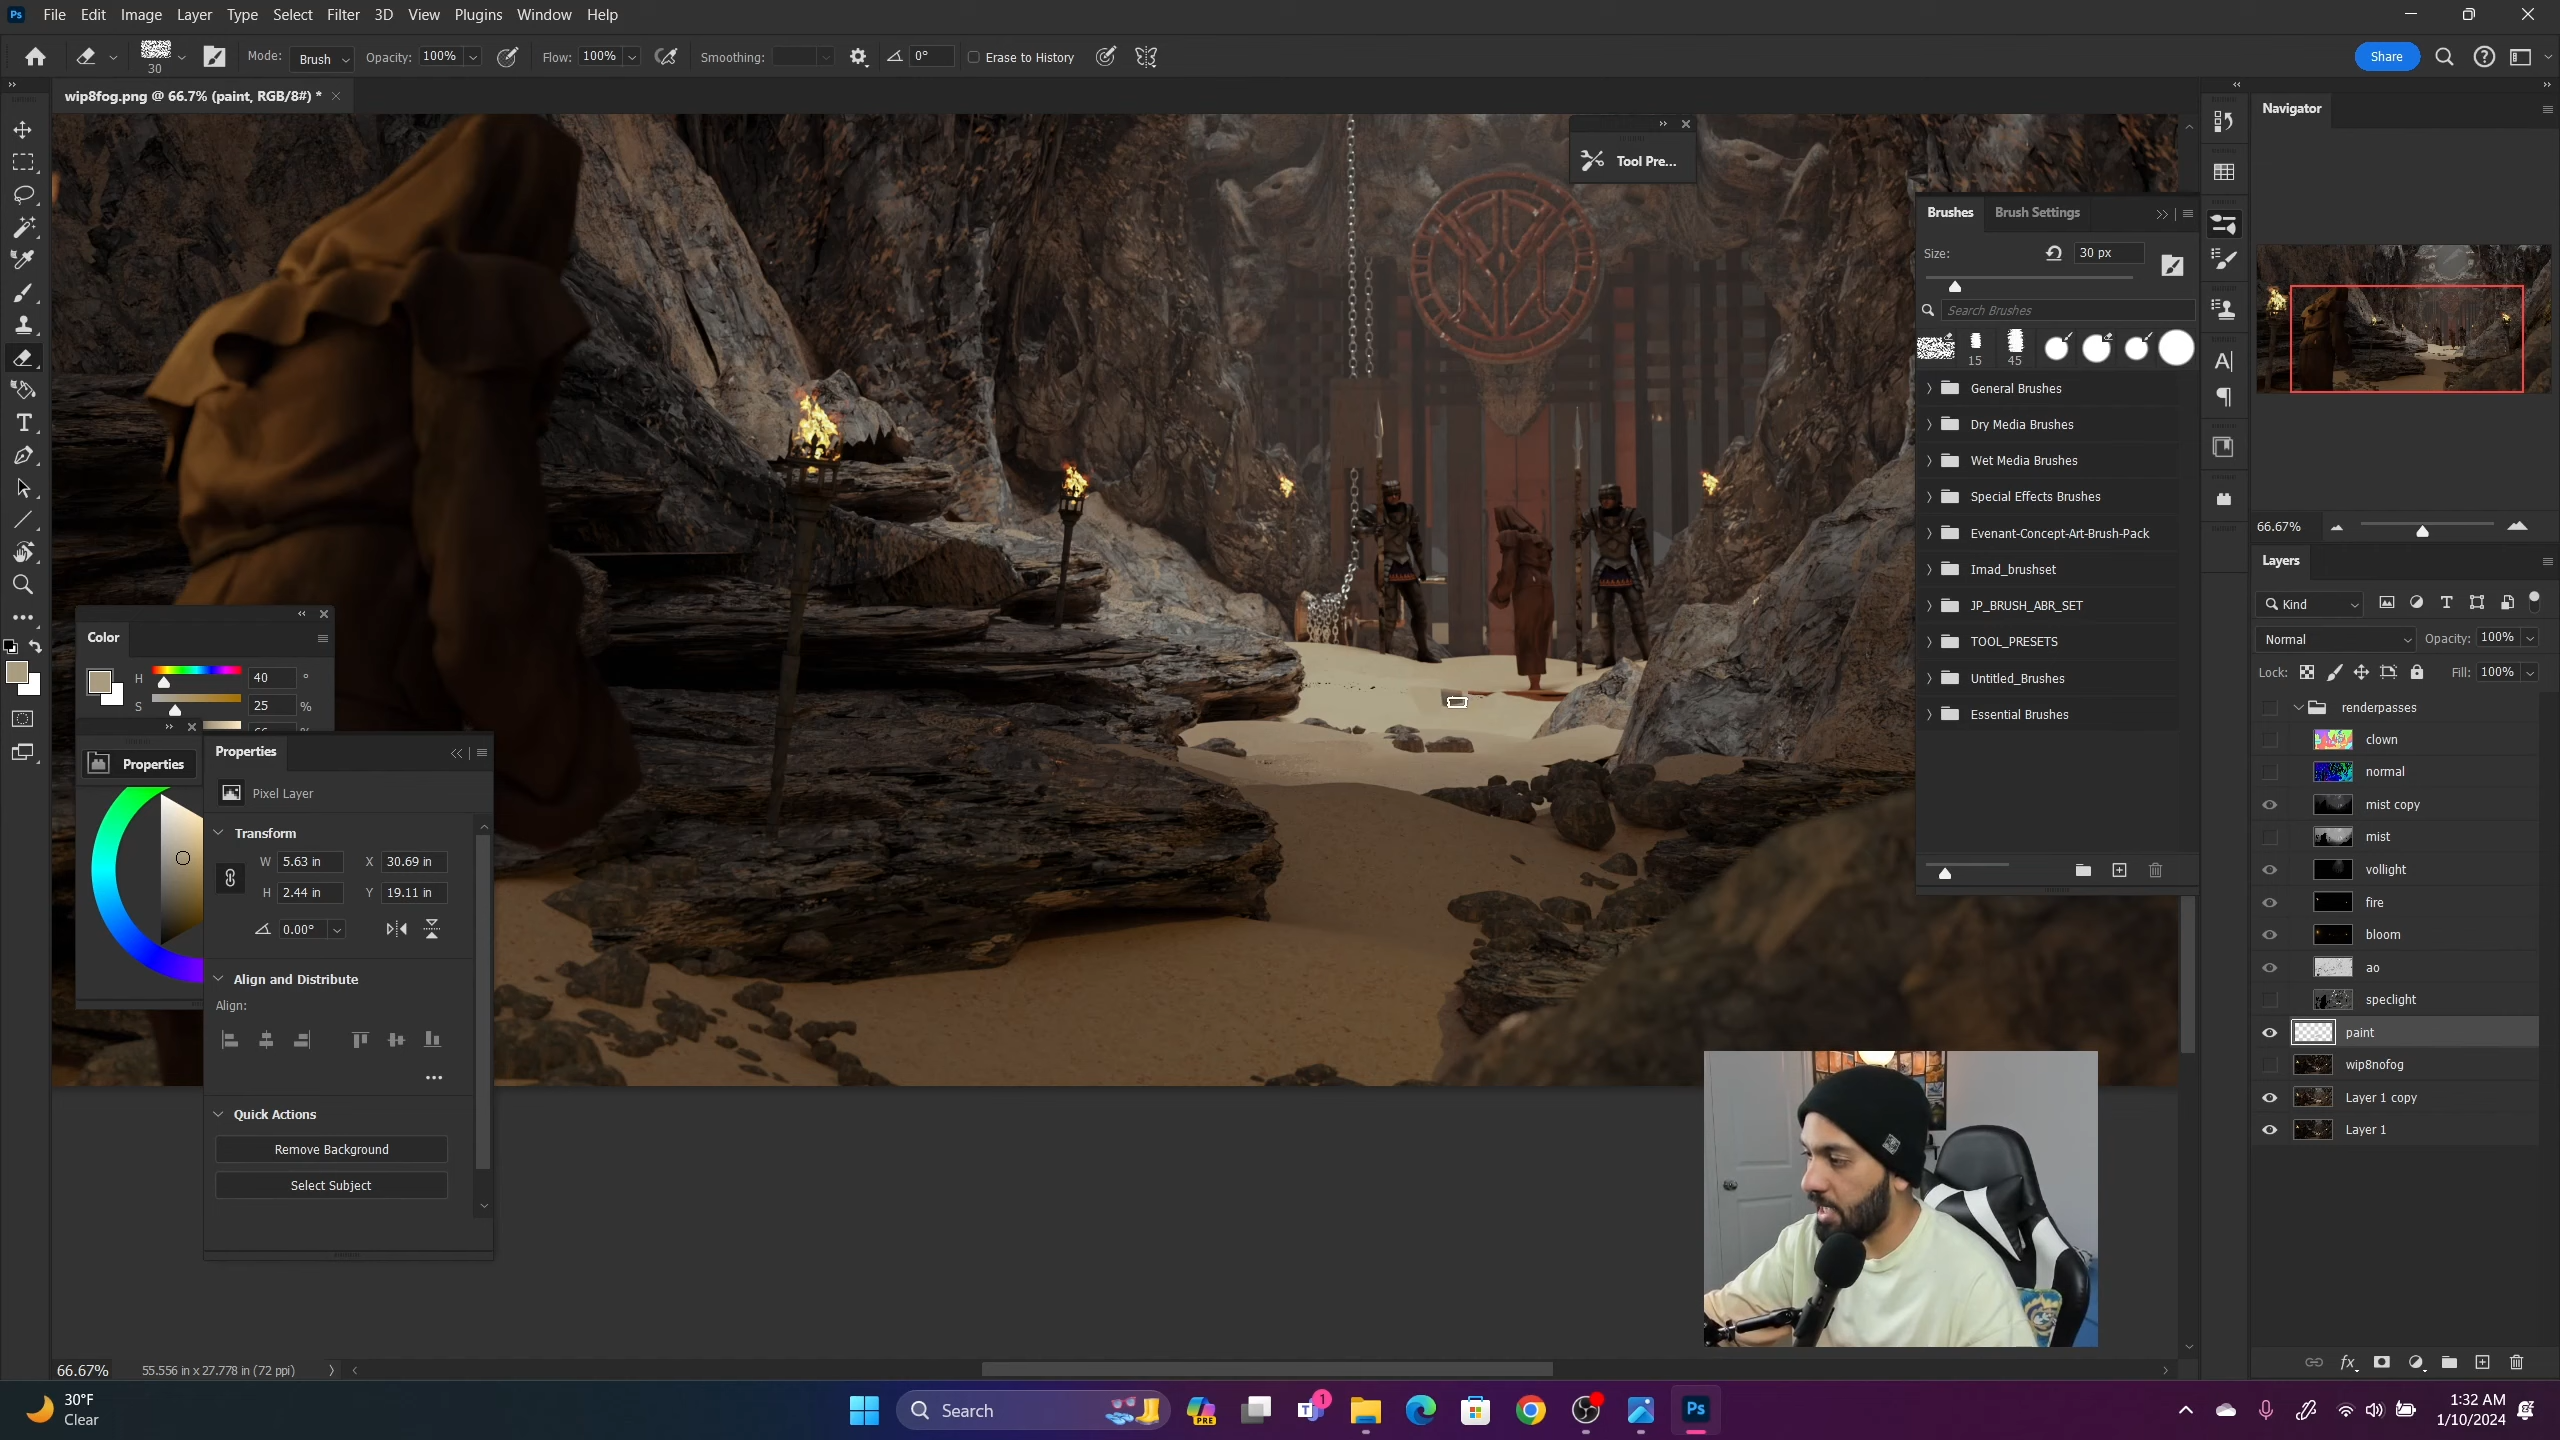 Ps File Edit Image Layer Type Select Filter 3D View Plugins Window Help
30 Mode: Brush Opacity: 100% Flow: 100% Smoothing: 0° Erase to History Share
wip8fog.png @ 66.7% (paint, RGB/8#) *
Navigator
Tool Pre...
Brushes Brush Settings
Size: 30 px
Search Brushes
15 45
General Brushes
Dry Media Brushes
Wet Media Brushes
Special Effects Brushes
Evenant-Concept-Art-Brush-Pack
Imad_brushset
JP_BRUSH_ABR_SET
TOOL_PRESETS
Untitled_Brushes
Essential Brushes
66.67%
Layers
Kind
Normal Opacity: 100%
Lock: Fill: 100%
renderpasses
clown
normal
mist copy
mist
vollight
fire
bloom
ao
speclight
paint
wip8nofog
Layer 1 copy
Layer 1
Color
H 40 °
S 25 %
Properties
Properties
Pixel Layer
Transform
W 5.63 in X 30.69 in
H 2.44 in Y 19.11 in
0.00°
Align and Distribute
Align:
Quick Actions
Remove Background
Select Subject
66.67% 55.556 in x 27.778 in (72 ppi)
30°F
Clear
Search
PRE
1
Ps
1:32 AM
1/10/2024